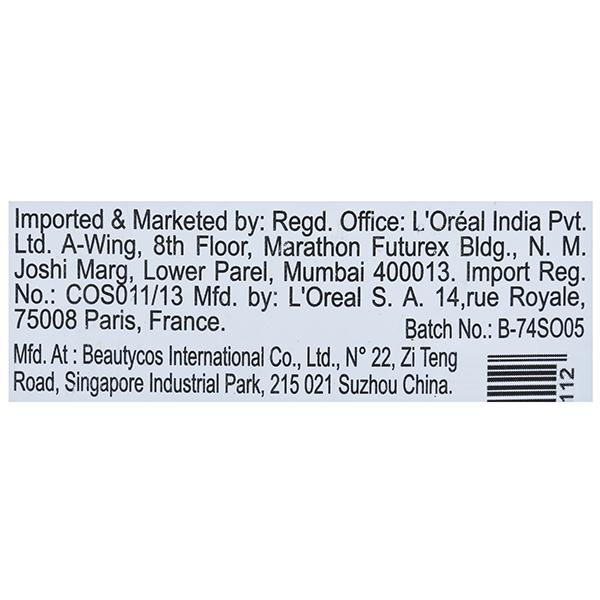 Imported & Marketed by: Regd. Office: L'Oréal India Pvt.
Ltd. A-Wing, 8th Floor, Marathon Futurex Bldg., N. M.
Joshi Marg, Lower Parel, Mumbai 400013. Import Reg.
No.: COS011/13 Mfd. by: L'Oreal S. A. 14,rue Royale,
75008 Paris, France.
Batch No.: B-74SO05
Mfd. At : Beautycos International Co., Ltd., N° 22, Zi Teng
Road, Singapore Industrial Park, 215 021 Suzhou China.
112